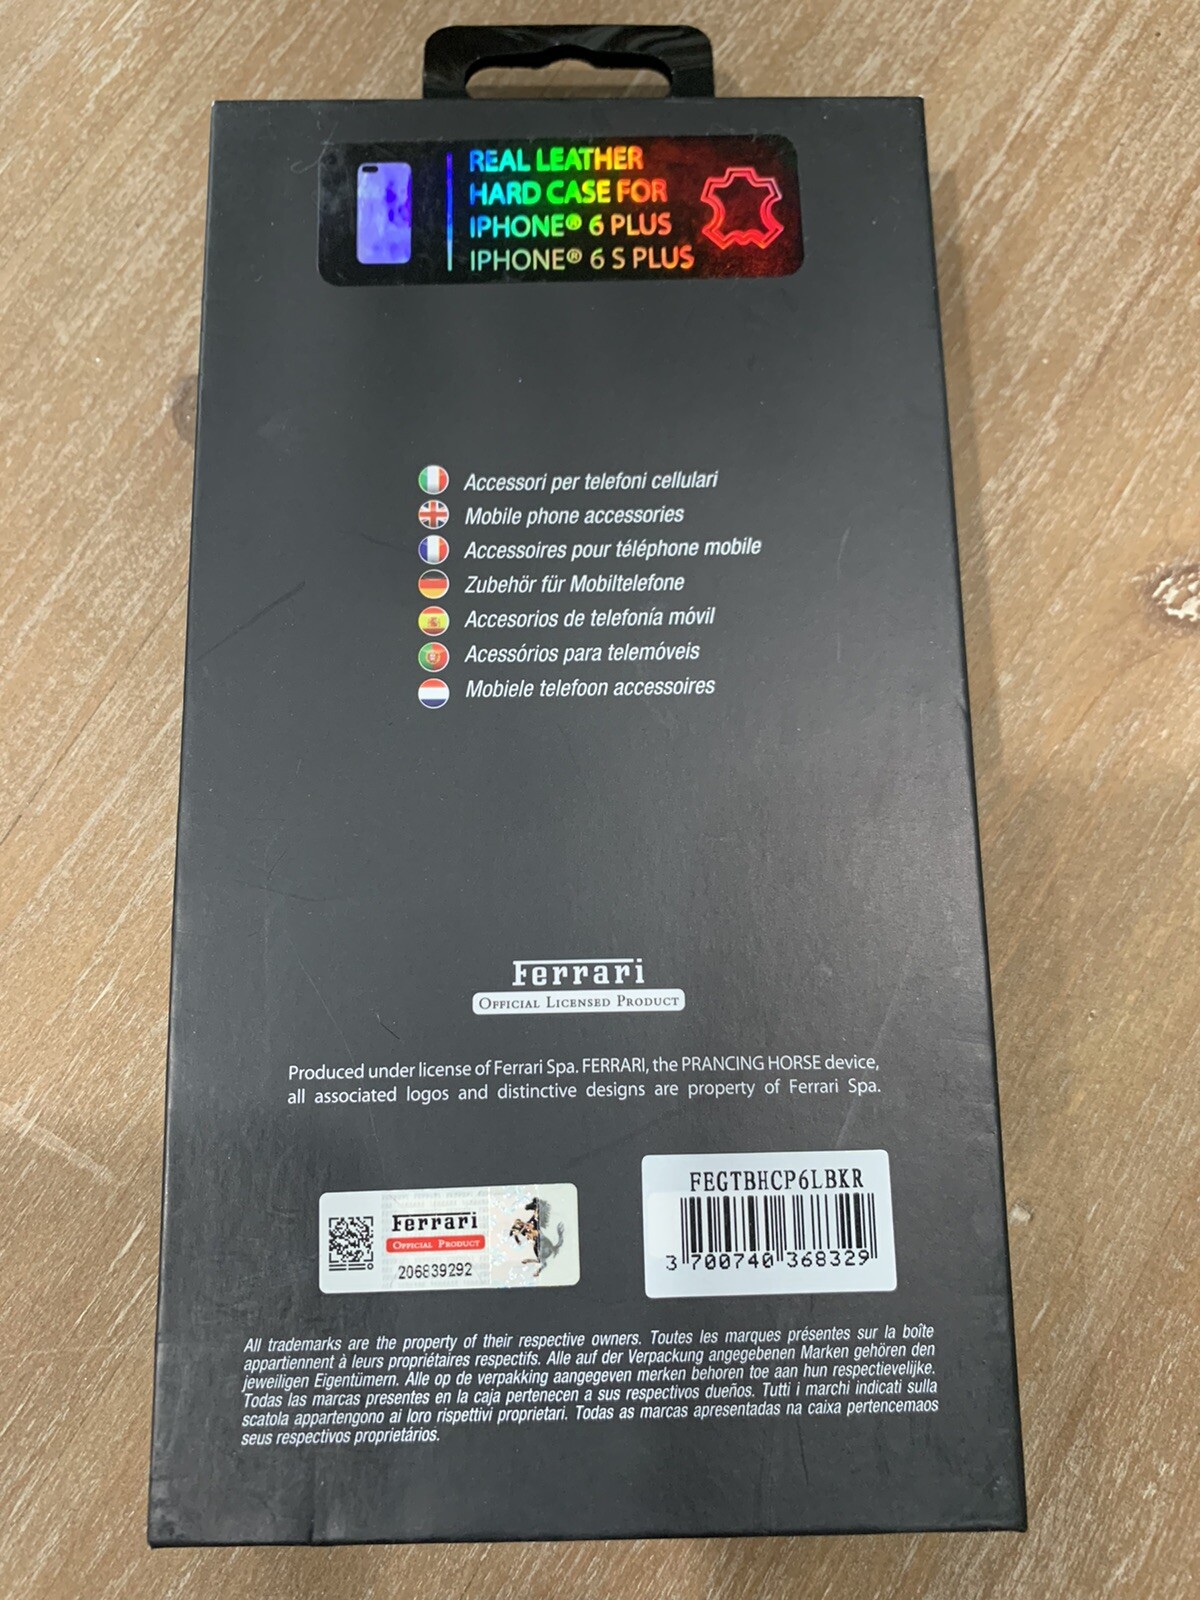 REAL LEATHER
HARD CASE FOR
IPHONE® 6 PLUS
IPHONE® 6 S PLUS
Accessori per telefoni cellulari
Mobile phone accessories
Accessoires pour téléphone mobile
Zubehör für Mobiltelefone
Accesorios de telefonía móvil
Acessórios para telemóveis
Mobiele telefoon accessoires
Ferrari
OFFICIAL LICENSED PRODUCT
Produced under license of Ferrari Spa. FERRARI, the PRANCING HORSE device,
all associated logos and distinctive designs are property of Ferrari Spa.
Ferrari
OFFICIAL PRODUCT
206839292
FEGTBHCP6LBKR
3 700740 368329
All trademarks are the property of their respective owners. Toutes les marques présentes sur la boîte
appartiennent à leurs propriétaires respectifs. Alle auf der Verpackung angegebenen Marken gehören den
jeweiligen Eigentümern. Alle op de verpakking aangegeven merken behoren toe aan hun respectievelijke.
Todas las marcas presentes en la caja pertenecen a sus respectivos dueños. Tutti i marchi indicati sulla
scatola appartengono ai loro rispettivi proprietari. Todas as marcas apresentadas na caixa pertencemaos
seus respectivos proprietários.